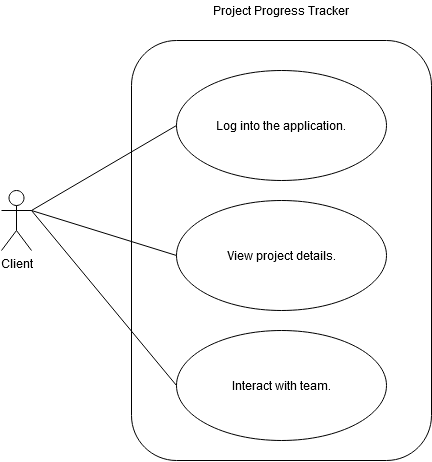 Project Progress Tracker
Log into the application.
View project details.
Client
Interact with team.